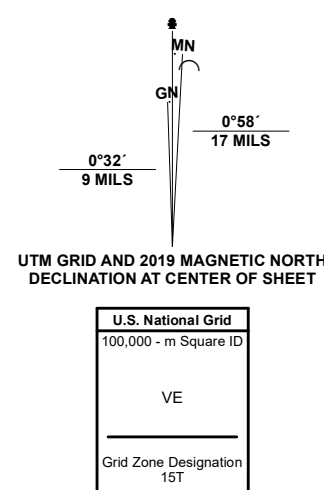 MN
GN
0°58´
17 MILS
0°32´
9 MILS
UTM GRID AND 2019 MAGNETIC NORTH
DECLINATION AT CENTER OF SHEET
U.S. National Grid
100,000 - m Square ID
VE
Grid Zone Designation
15T